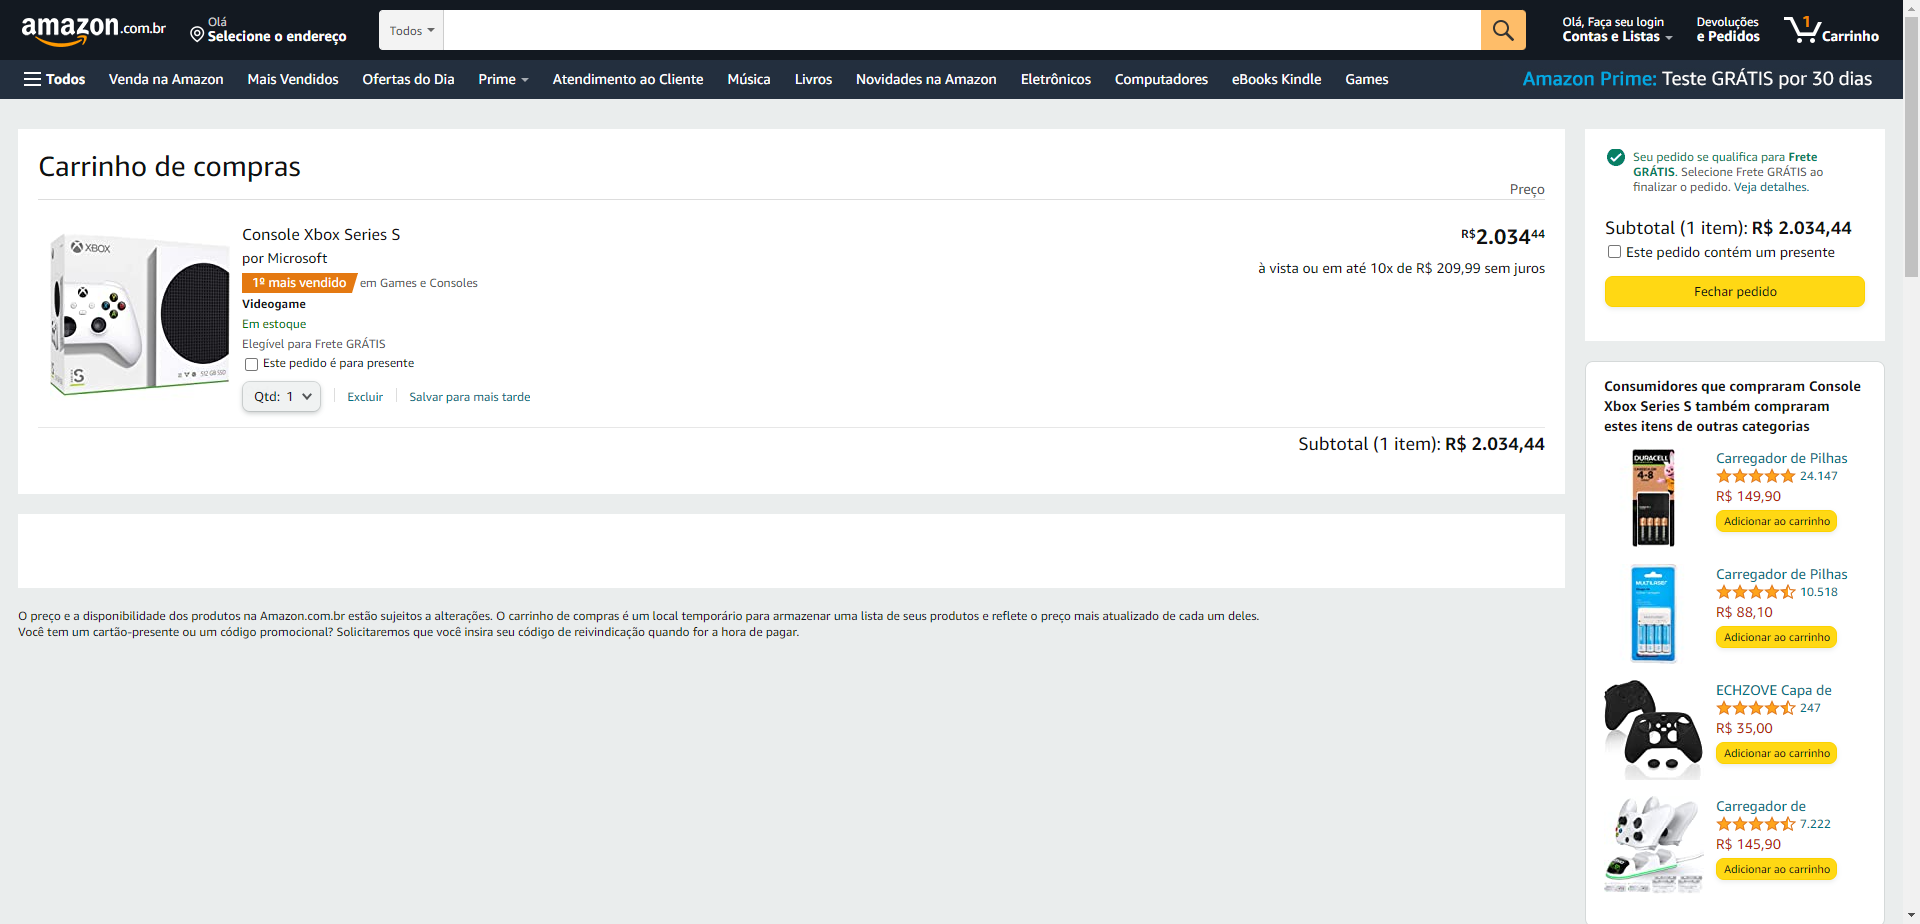 amazon.com.br
Olá
Selecione o endereço
Todos
Olá, Faça seu login
Contas e Listas
Devoluções
e Pedidos
1
Carrinho
Todos
Venda na Amazon
Mais Vendidos
Ofertas do Dia
Prime
Atendimento ao Cliente
Música
Livros
Novidades na Amazon
Eletrônicos
Computadores
eBooks Kindle
Games
Amazon Prime: Teste GRÁTIS por 30 dias
Carrinho de compras
Preço
XBOX
S
512 GB SSD
Console Xbox Series S
por Microsoft
1º mais vendido em Games e Consoles
Videogame
Em estoque
Elegível para Frete GRÁTIS
Este pedido é para presente
Qtd: 1
Excluir
Salvar para mais tarde
R$2.03444
à vista ou em até 10x de R$ 209,99 sem juros
Subtotal (1 item): R$ 2.034,44
O preço e a disponibilidade dos produtos na Amazon.com.br estão sujeitos a alterações. O carrinho de compras é um local temporário para armazenar uma lista de seus produtos e reflete o preço mais atualizado de cada um deles.
Você tem um cartão-presente ou um código promocional? Solicitaremos que você insira seu código de reivindicação quando for a hora de pagar.
Seu pedido se qualifica para Frete
GRÁTIS. Selecione Frete GRÁTIS ao
finalizar o pedido. Veja detalhes.
Subtotal (1 item): R$ 2.034,44
Este pedido contém um presente
Fechar pedido
Consumidores que compraram Console
Xbox Series S também compraram
estes itens de outras categorias
DURACELL
4-8
Carregador de Pilhas
24.147
R$ 149,90
Adicionar ao carrinho
MULTILASER
Carregador de Pilhas
10.518
R$ 88,10
Adicionar ao carrinho
ECHZOVE Capa de
247
R$ 35,00
Adicionar ao carrinho
Carregador de
7.222
R$ 145,90
Adicionar ao carrinho